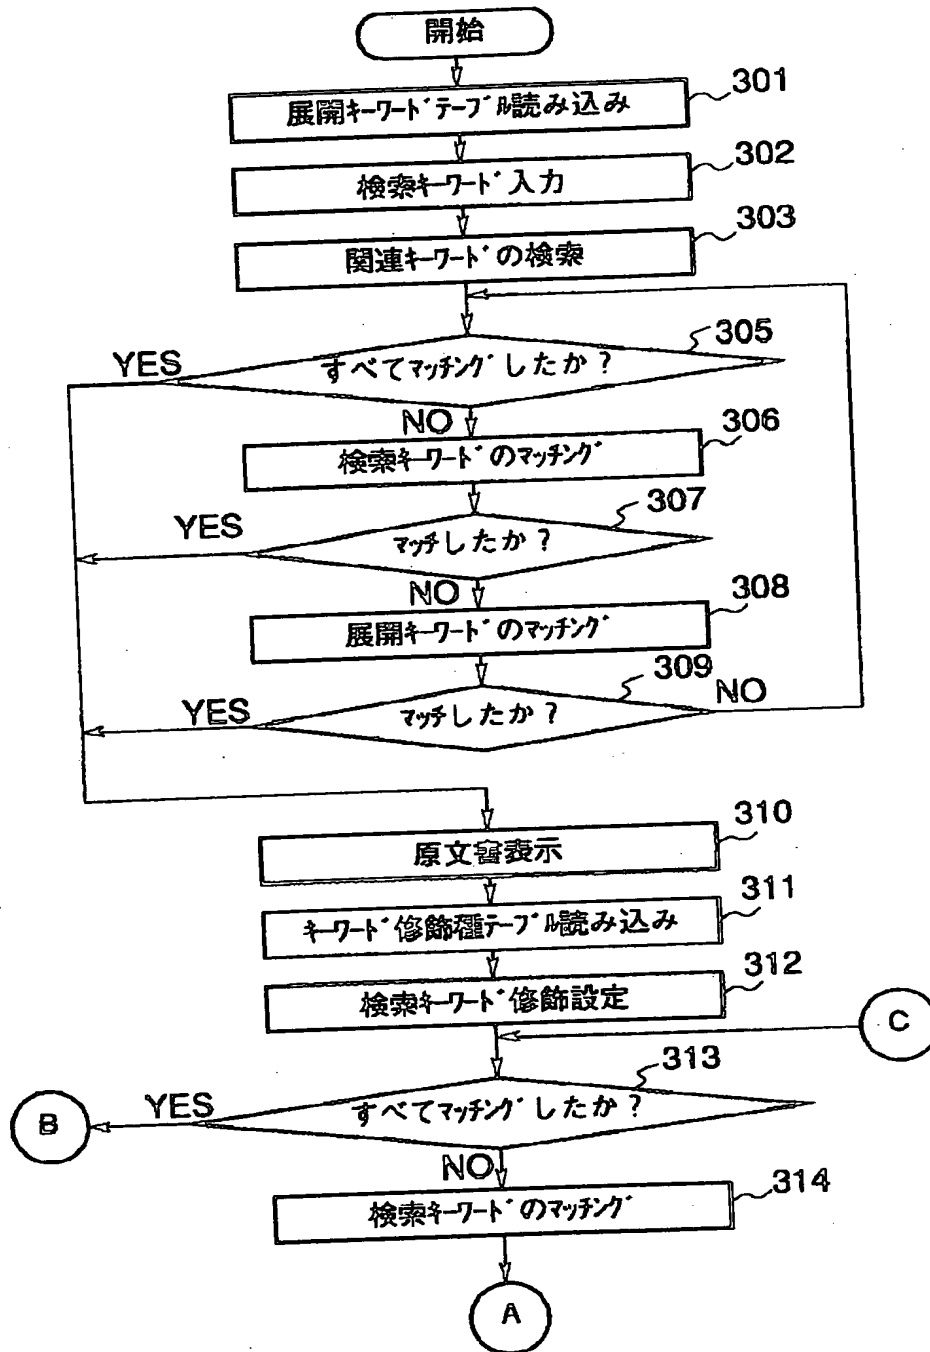 開始
展開キーワードテーブル読み込み
301
検索キーワード入力
302
関連キーワードの検索
303
すべてマッチングしたか?
305
YES
NO
検索キーワードのマッチング
306
マッチしたか?
307
YES
NO
展開キーワードのマッチング
308
マッチしたか?
309
YES
NO
原文書表示
310
キーワード修飾種テーブル読み込み
311
検索キーワード修飾設定
312
C
すべてマッチングしたか?
313
YES
B
NO
検索キーワードのマッチング
314
A